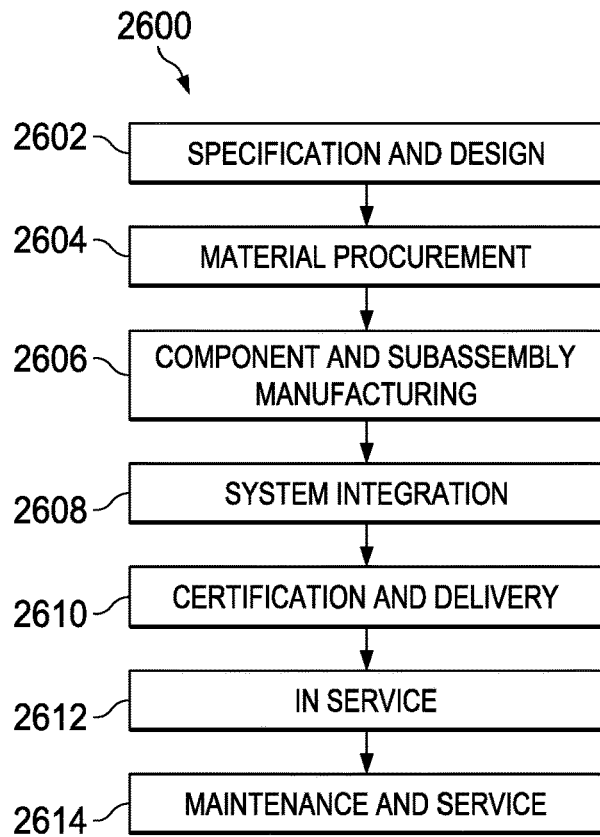 2600
2602
SPECIFICATION AND DESIGN
2604
MATERIAL PROCUREMENT
2606
COMPONENT AND SUBASSEMBLY
MANUFACTURING
2608
SYSTEM INTEGRATION
2610
CERTIFICATION AND DELIVERY
2612
IN SERVICE
2614
MAINTENANCE AND SERVICE